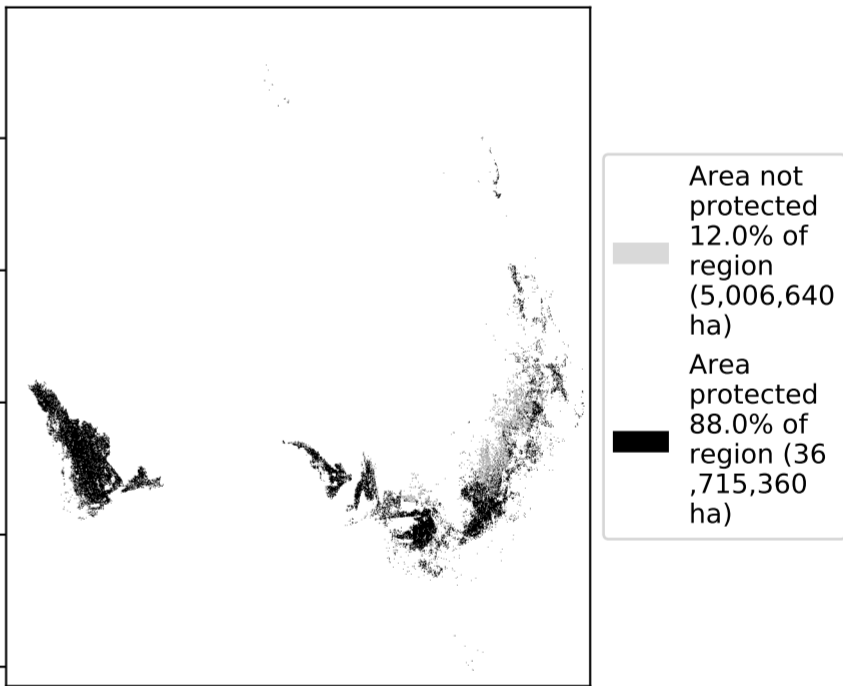 Area not
protected
12.0% of
region
(5,006,640
ha)
Area
protected
88.0% of
region (36
,715,360
ha)